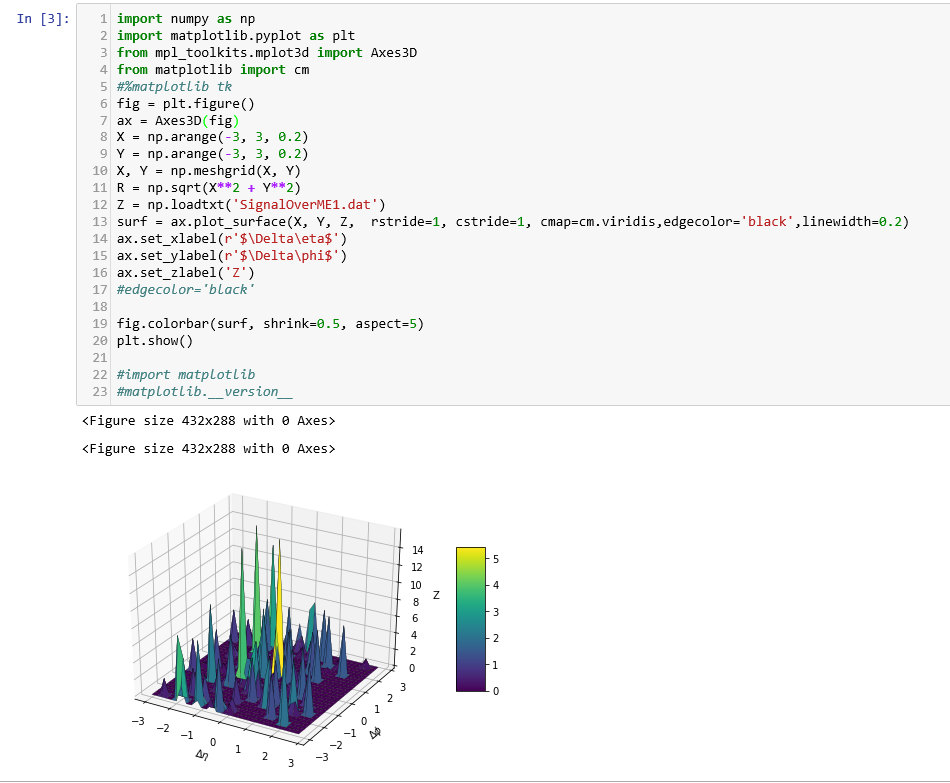 In [3]:
1 import numpy as np
2 import matplotlib.pyplot as plt
3 from mpl_toolkits.mplot3d import Axes3D
4 from matplotlib import cm
5 #%matplotlib tk
6 fig = plt.figure()
7 ax = Axes3D(fig)
8 X = np.arange(-3, 3, 0.2)
9 Y = np.arange(-3, 3, 0.2)
10 X, Y = np.meshgrid(X, Y)
11 R = np.sqrt(X**2 + Y**2)
12 Z = np.loadtxt('SignalOverME1.dat')
13 surf = ax.plot_surface(X, Y, Z,  rstride=1, cstride=1, cmap=cm.viridis,edgecolor='black',linewidth=0.2)
14 ax.set_xlabel(r'$\Delta\eta$')
15 ax.set_ylabel(r'$\Delta\phi$')
16 ax.set_zlabel('Z')
17 #edgecolor='black'
18
19 fig.colorbar(surf, shrink=0.5, aspect=5)
20 plt.show()
21
22 #import matplotlib
23 #matplotlib.__version__
<Figure size 432x288 with 0 Axes>
<Figure size 432x288 with 0 Axes>
14
12
10
8
6
4
2
0
Z
5
4
3
2
1
0
3
2
1
0
−1
−2
−3
Δφ
−3
−2
−1
0
1
2
3
Δη